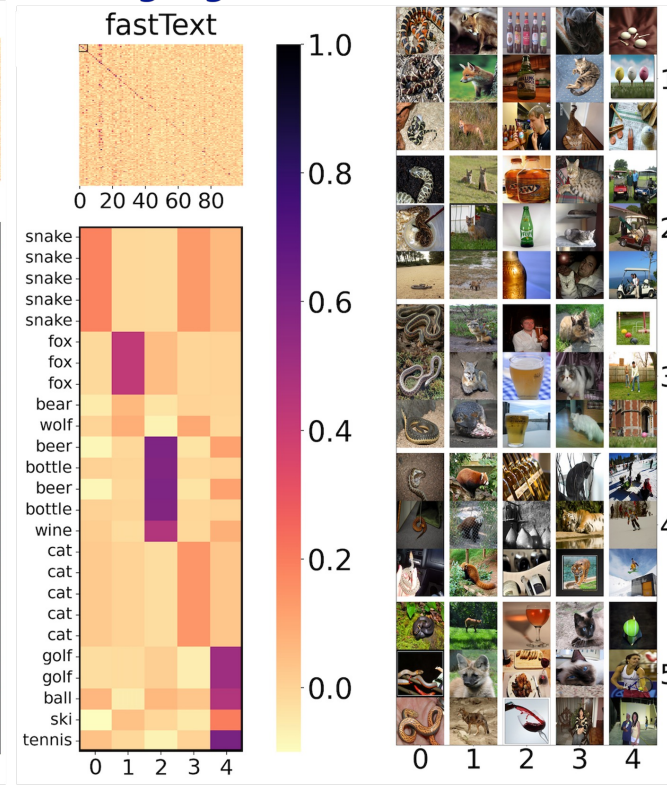 fastText
0 20 40 60 80
snake
snake
snake
snake
snake
fox
fox
fox
bear
wolf
beer
bottle
beer
bottle
wine
cat
cat
cat
cat
cat
golf
golf
ball
ski
tennis
0 1 2 3 4
1.0
0.8
0.6
0.4
0.2
0.0
0 1 2 3 4